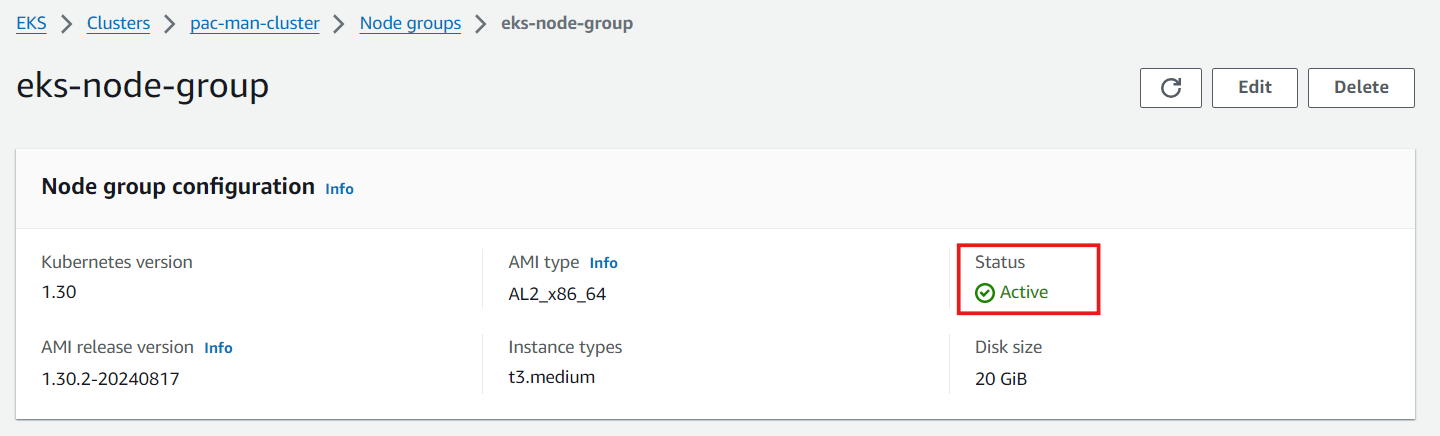 EKS > Clusters > pac-man-cluster > Node groups > eks-node-group
eks-node-group
Edit
Delete
Node group configuration Info
Kubernetes version
1.30
AMI type Info
AL2_x86_64
Status
Active
AMI release version Info
1.30.2-20240817
Instance types
t3.medium
Disk size
20 GiB